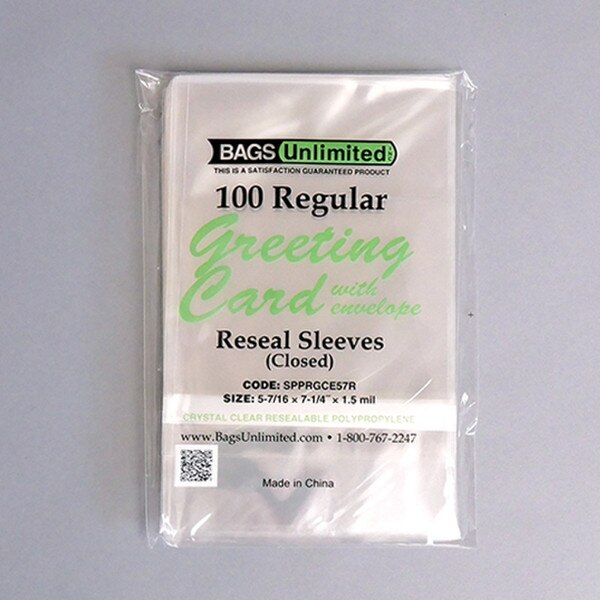 BAGS Unlimited INC
THIS IS A SATISFACTION GUARANTEED PRODUCT
100 Regular
Greeting
Card with
envelope
Reseal Sleeves
(Closed)
CODE: SPPRGCE57R
SIZE: 5-7/16 x 7-1/4" x 1.5 mil
CRYSTAL CLEAR RESEALABLE POLYPROPYLENE
www.BagsUnlimited.com • 1-800-767-2247
Made in China